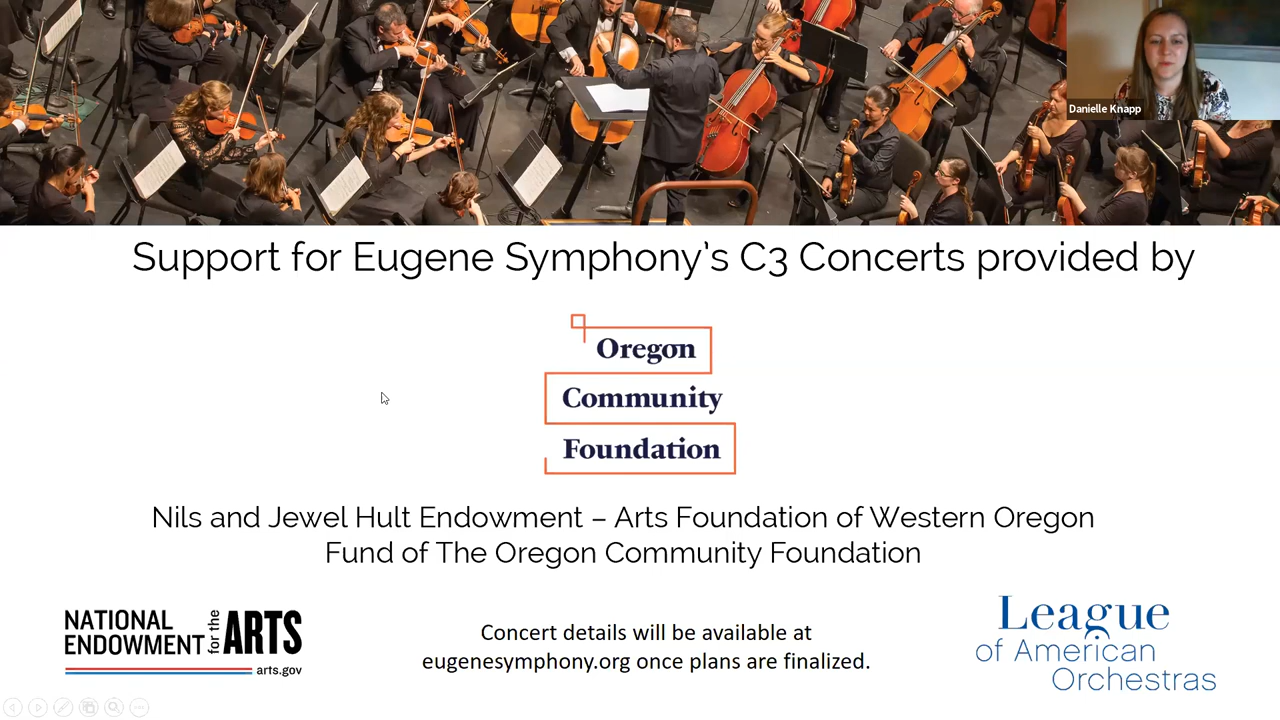 Danielle Knapp
Support for Eugene Symphony’s C3 Concerts provided by
Oregon
Community
Foundation
Nils and Jewel Hult Endowment – Arts Foundation of Western Oregon
Fund of The Oregon Community Foundation
NATIONAL
ENDOWMENT for the ARTS
arts.gov
Concert details will be available at
eugenesymphony.org once plans are finalized.
League
of American
Orchestras